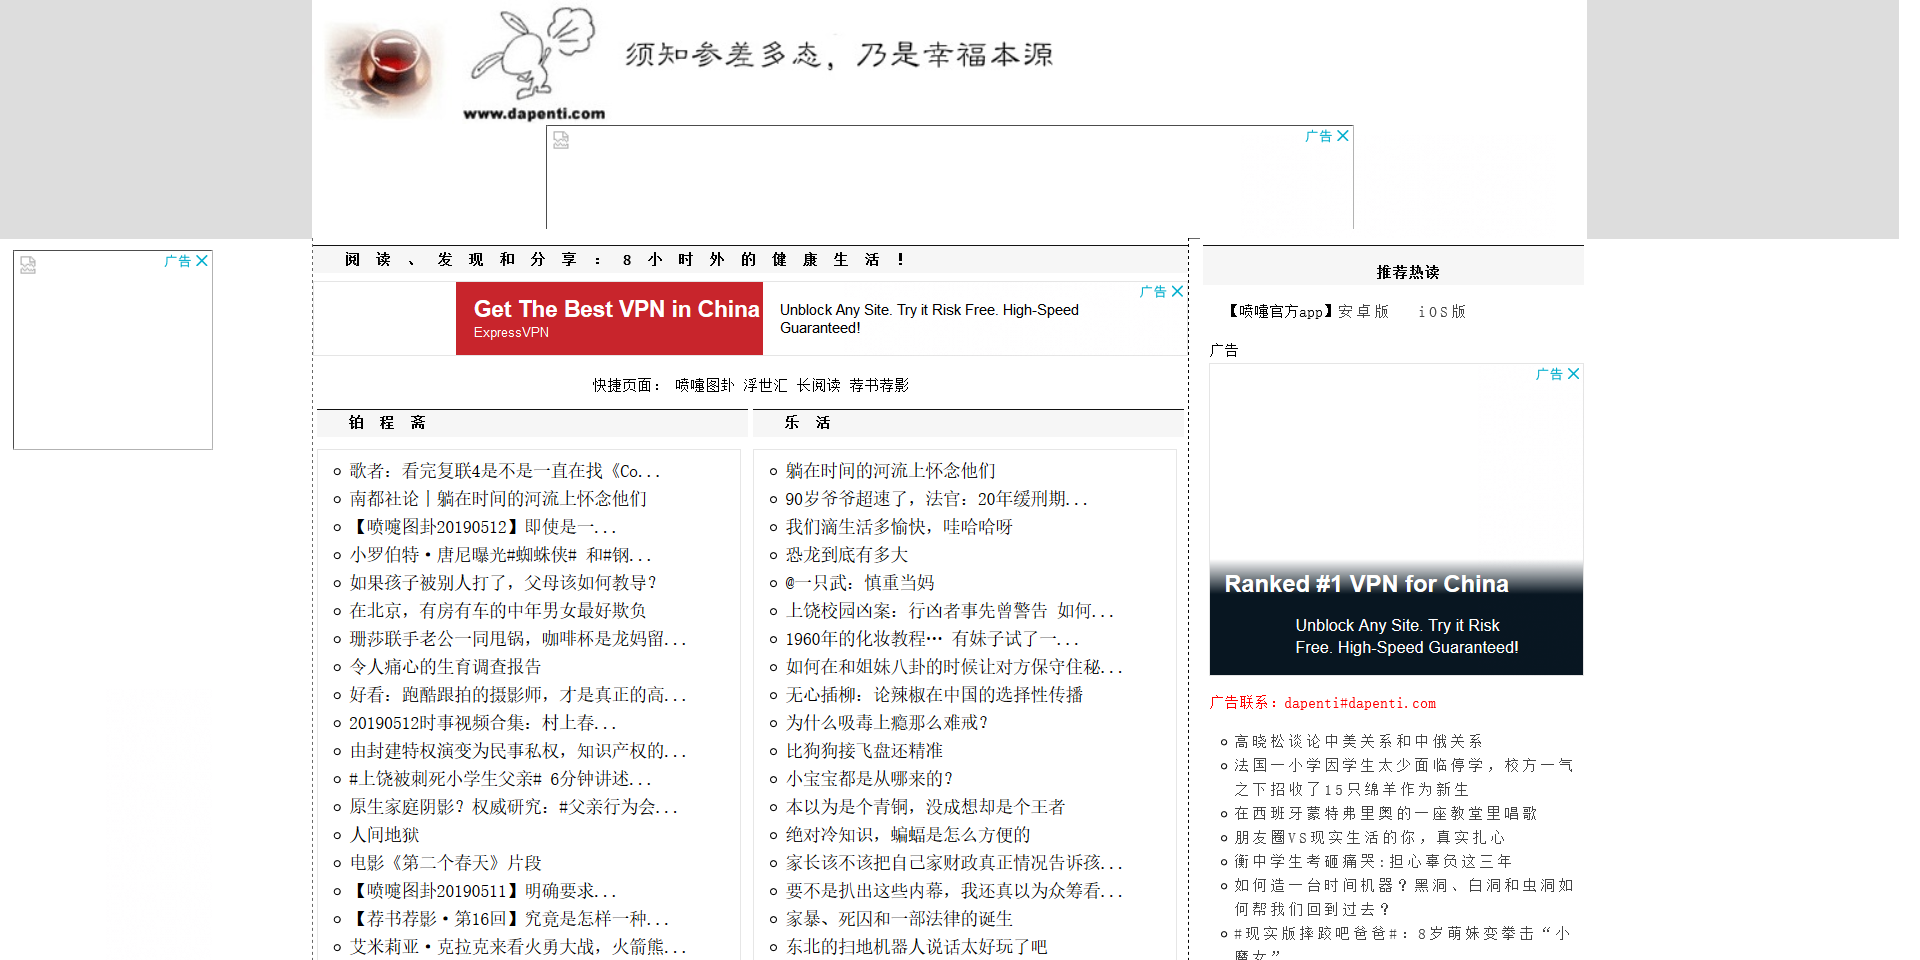 www.dapenti.com
须知参差多态，乃是幸福本源
广告
广告
阅读、发现和分享：8小时外的健康生活！
Get The Best VPN in China
ExpressVPN
Unblock Any Site. Try it Risk Free. High-Speed
Guaranteed!
广告
快捷页面： 喷嚏图卦 浮世汇 长阅读 荐书荐影
铂程斋
歌者：看完复联4是不是一直在找《Co...
南都社论丨躺在时间的河流上怀念他们
【喷嚏图卦20190512】即使是一...
小罗伯特·唐尼曝光#蜘蛛侠# 和#钢...
如果孩子被别人打了，父母该如何教导？
在北京，有房有车的中年男女最好欺负
珊莎联手老公一同甩锅，咖啡杯是龙妈留...
令人痛心的生育调查报告
好看：跑酷跟拍的摄影师，才是真正的高...
20190512时事视频合集：村上春...
由封建特权演变为民事私权，知识产权的...
#上饶被刺死小学生父亲# 6分钟讲述...
原生家庭阴影？权威研究：#父亲行为会...
人间地狱
电影《第二个春天》片段
【喷嚏图卦20190511】明确要求...
【荐书荐影·第16回】究竟是怎样一种...
艾米莉亚·克拉克来看火勇大战，火箭熊...
乐活
躺在时间的河流上怀念他们
90岁爷爷超速了，法官：20年缓刑期...
我们滴生活多愉快，哇哈哈呀
恐龙到底有多大
@一只武：慎重当妈
上饶校园凶案：行凶者事先曾警告 如何...
1960年的化妆教程… 有妹子试了一...
如何在和姐妹八卦的时候让对方保守住秘...
无心插柳：论辣椒在中国的选择性传播
为什么吸毒上瘾那么难戒？
比狗狗接飞盘还精准
小宝宝都是从哪来的？
本以为是个青铜，没成想却是个王者
绝对冷知识，蝙蝠是怎么方便的
家长该不该把自己家财政真正情况告诉孩...
要不是扒出这些内幕，我还真以为众筹看...
家暴、死囚和一部法律的诞生
东北的扫地机器人说话太好玩了吧
推荐热读
【喷嚏官方app】安卓版 iOS版
广告
广告
Ranked #1 VPN for China
Unblock Any Site. Try it Risk
Free. High-Speed Guaranteed!
广告联系：dapenti#dapenti.com
高晓松谈论中美关系和中俄关系
法国一小学因学生太少面临停学，校方一气
之下招收了15只绵羊作为新生
在西班牙蒙特弗里奥的一座教堂里唱歌
朋友圈VS现实生活的你，真实扎心
衡中学生考砸痛哭:担心辜负这三年
如何造一台时间机器？黑洞、白洞和虫洞如
何帮我们回到过去？
#现实版摔跤吧爸爸#：8岁萌妹变拳击“小
魔女”